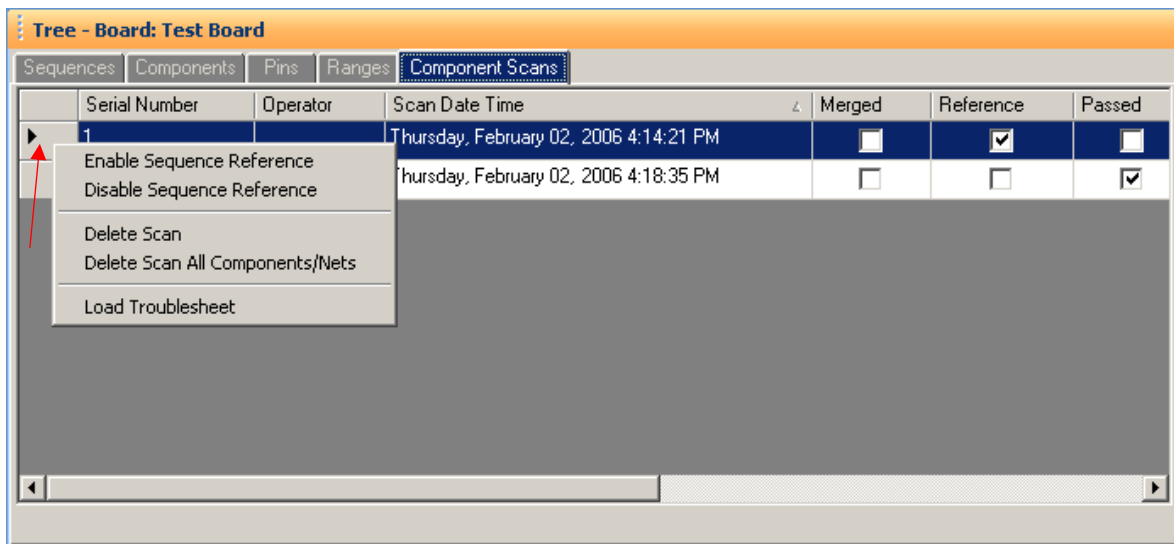 Tree - Board: Test Board
Sequences Components Pins Ranges Component Scans
Serial Number Operator Scan Date Time Merged Reference Passed
1 Thursday, February 02, 2006 4:14:21 PM
Thursday, February 02, 2006 4:18:35 PM
Enable Sequence Reference
Disable Sequence Reference
Delete Scan
Delete Scan All Components/Nets
Load Troublesheet